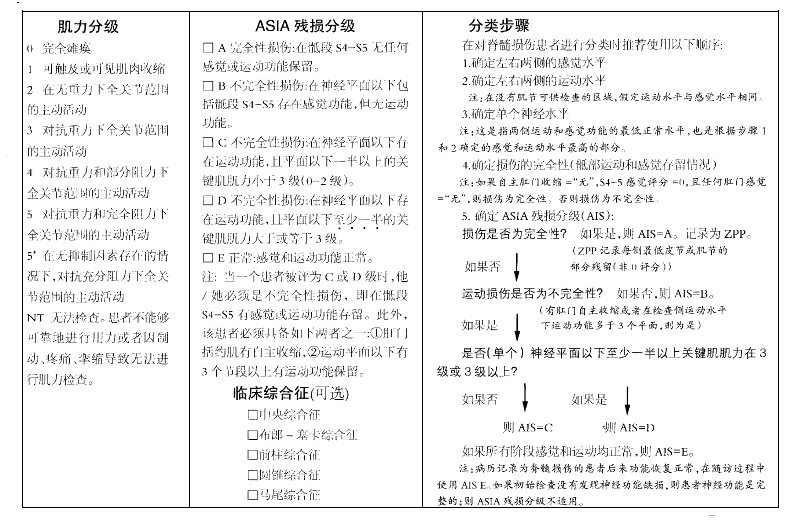 肌力分级
0 完全瘫痪
1 可触及或可见肌肉收缩
2 在无重力下全关节范围
的主动活动
3 对抗重力下全关节范围
的主动活动
4 对抗重力和部分阻力下
全关节范围的主动活动
5 对抗重力和完全阻力下
全关节范围的主动活动
5* 在无抑制因素存在的情
况下,对抗充分阻力下全关
节范围的主动活动
NT 无法检查。患者不能够
可靠地进行用力或者因制
动、疼痛、挛缩导致无法进
行肌力检查。
ASIA 残损分级
□ A 完全性损伤:在骶段 S4~S5 无任何
感觉或运动功能保留。
□ B 不完全性损伤:在神经平面以下包
括骶段 S4~S5 存在感觉功能,但无运动
功能。
□ C 不完全性损伤:在神经平面以下存
在运动功能,且平面以下一半以上的关
键肌肌力小于 3 级(0~2 级)。
□ D 不完全性损伤:在神经平面以下存
在运动功能,且平面以下至少一半的关
键肌肌力大于或等于 3 级。
□ E 正常:感觉和运动功能正常。
注: 当一个患者被评为 C 或 D 级时,他
/ 她必须是不完全性损伤, 即在骶段
S4~S5 有感觉或运动功能存留。此外,
该患者必须具备如下两者之一:①肛门
括约肌有自主收缩,②运动平面以下有
3 个节段以上有运动功能保留。
临床综合征(可选)
□中央综合征
□布郎－塞卡综合征
□前柱综合征
□圆锥综合征
□马尾综合征
分类步骤
在对脊髓损伤患者进行分类时推荐使用以下顺序:
1.确定左右两侧的感觉水平
2.确定左右两侧的运动水平
注:在没有肌节可供检查的区域,假定运动水平与感觉水平相同。
3.确定单个神经水平
注:这是指两侧运动和感觉功能的最低正常水平,也是根据步骤 1
和 2 确定的感觉和运动水平最高的部分。
4.确定损伤的完全性(骶部运动和感觉存留情况)
注:如果自主肛门收缩 =“无”,S4~5 感觉评分 =0,且任何肛门感觉
=“无”,则损伤为完全性。否则损伤为不完全性.
5. 确定 ASIA 残损分级(AIS):
损伤是否为完全性? 如果是,则 AIS=A。记录为 ZPP。
(ZPP 记录每侧最低皮节或肌节的
如果否 部分残留(非 0 评分))
运动损伤是否为不完全性? 如果否,则 AIS=B。
(有肛门自主收缩或者在检查侧运动水平
如果是 下运动功能多于 3 个平面,则为是)
是否(单个) 神经平面以下至少一半以上关键肌肌力在 3
级或 3 级以上?
如果否 如果是
则 AIS=C 则 AIS=D
如果所有阶段感觉和运动均正常,则 AIS=E。
注:病历记录为脊髓损伤的患者后来功能恢复正常,在随访过程中
使用 AIS E。如果初始检查没有发现神经功能缺损,则患者神经功能是完
整的;则 ASIA 残损分级不适用。